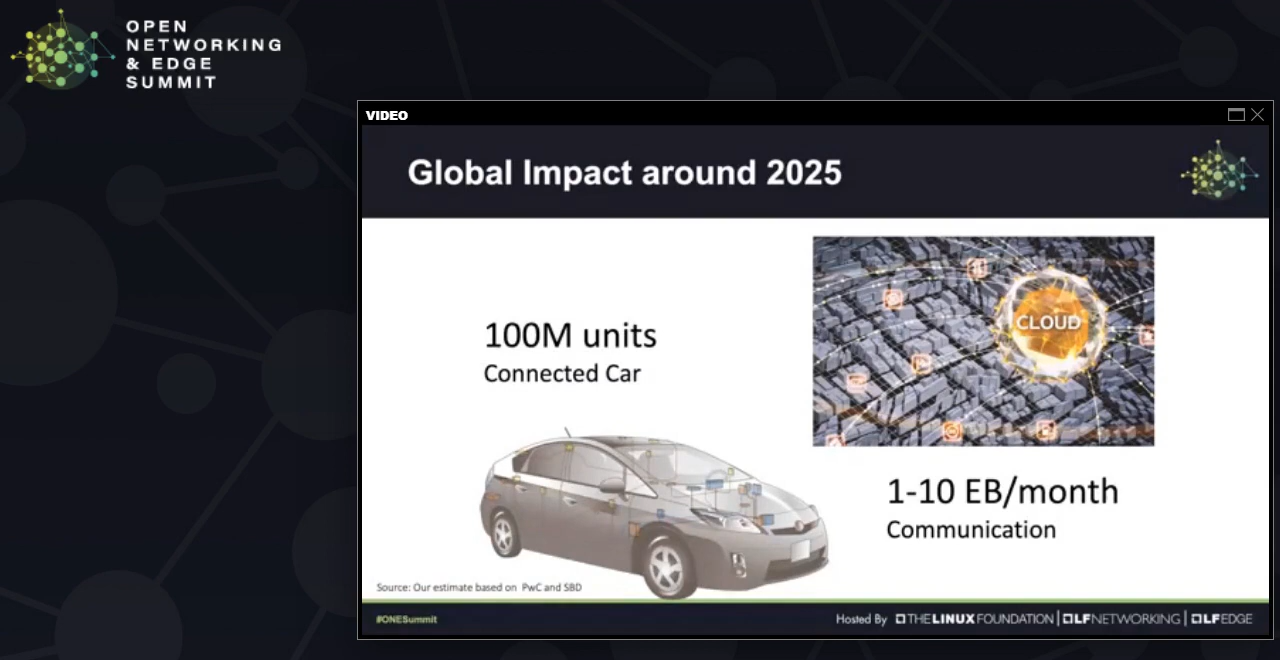 OPEN
NETWORKING
& EDGE
SUMMIT
VIDEO
Global Impact around 2025
100M units
Connected Car
CLOUD
1-10 EB/month
Communication
Source: Our estimate based on PwC and SBD
#ONESummit
Hosted By THE LINUX FOUNDATION | LF NETWORKING | LF EDGE